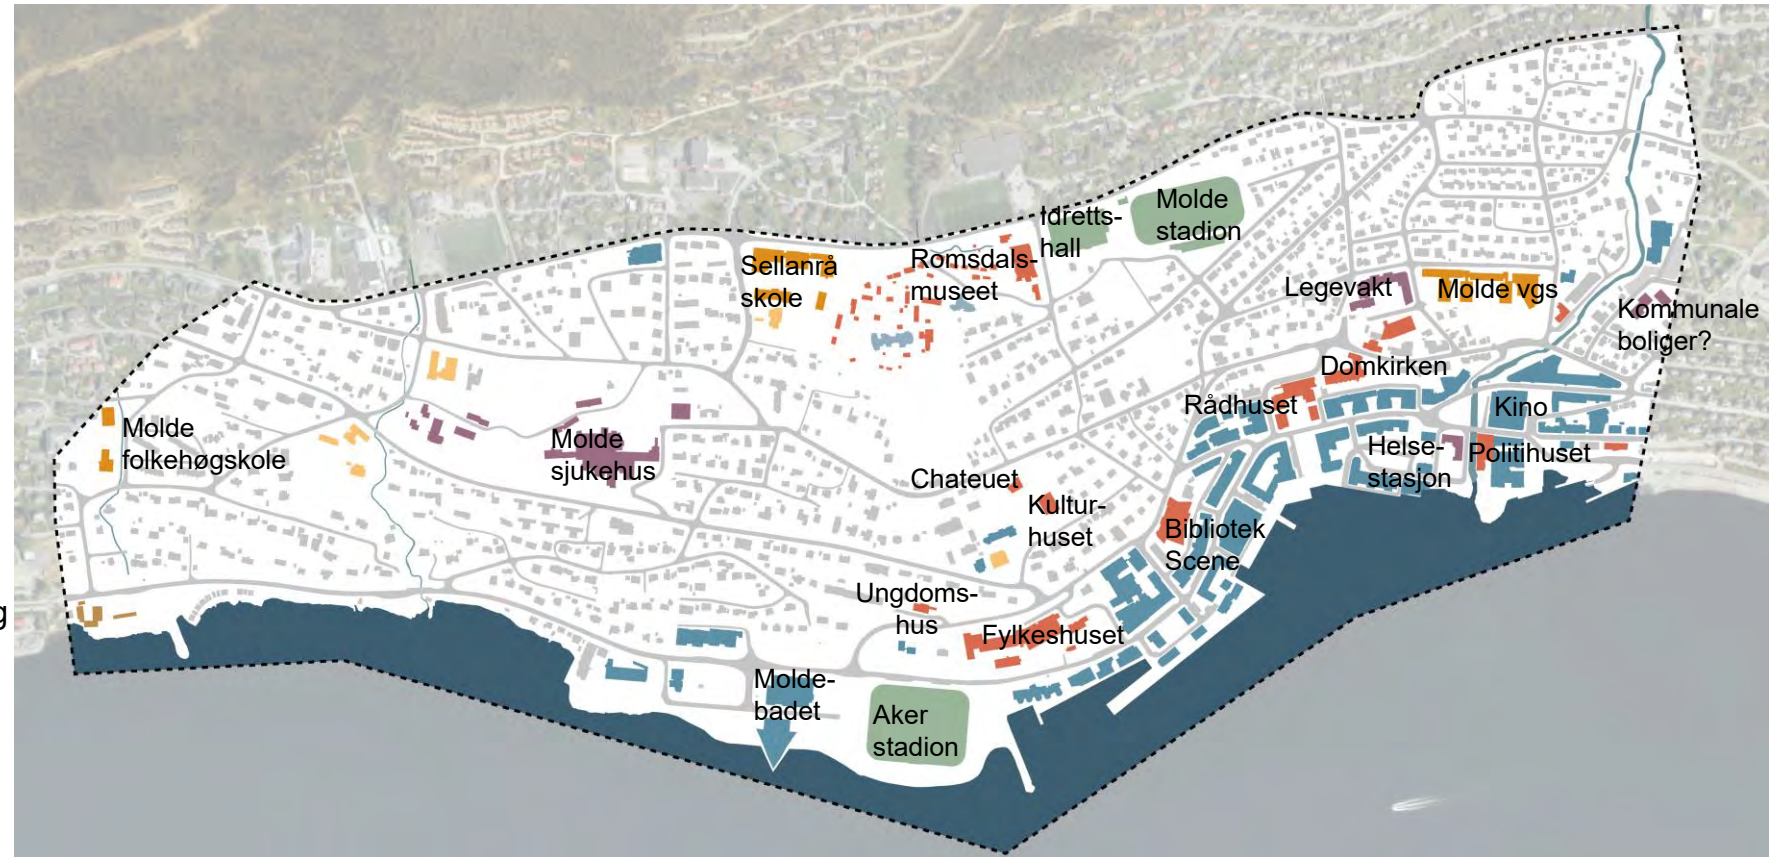 Molde
stadion
Idretts-
hall
Sellanrå
skole
Romsdals-
museet
Legevakt
Molde vgs
Kommunale
boliger?
Domkirken
Rådhuset
Kino
Molde
folkehøgskole
Molde
sjukehus
Helse-
stasjon
Politihuset
Chateuet
Kultur-
huset
Bibliotek
Scene
Ungdoms-
hus
g
Fylkeshuset
Molde-
badet
Aker
stadion